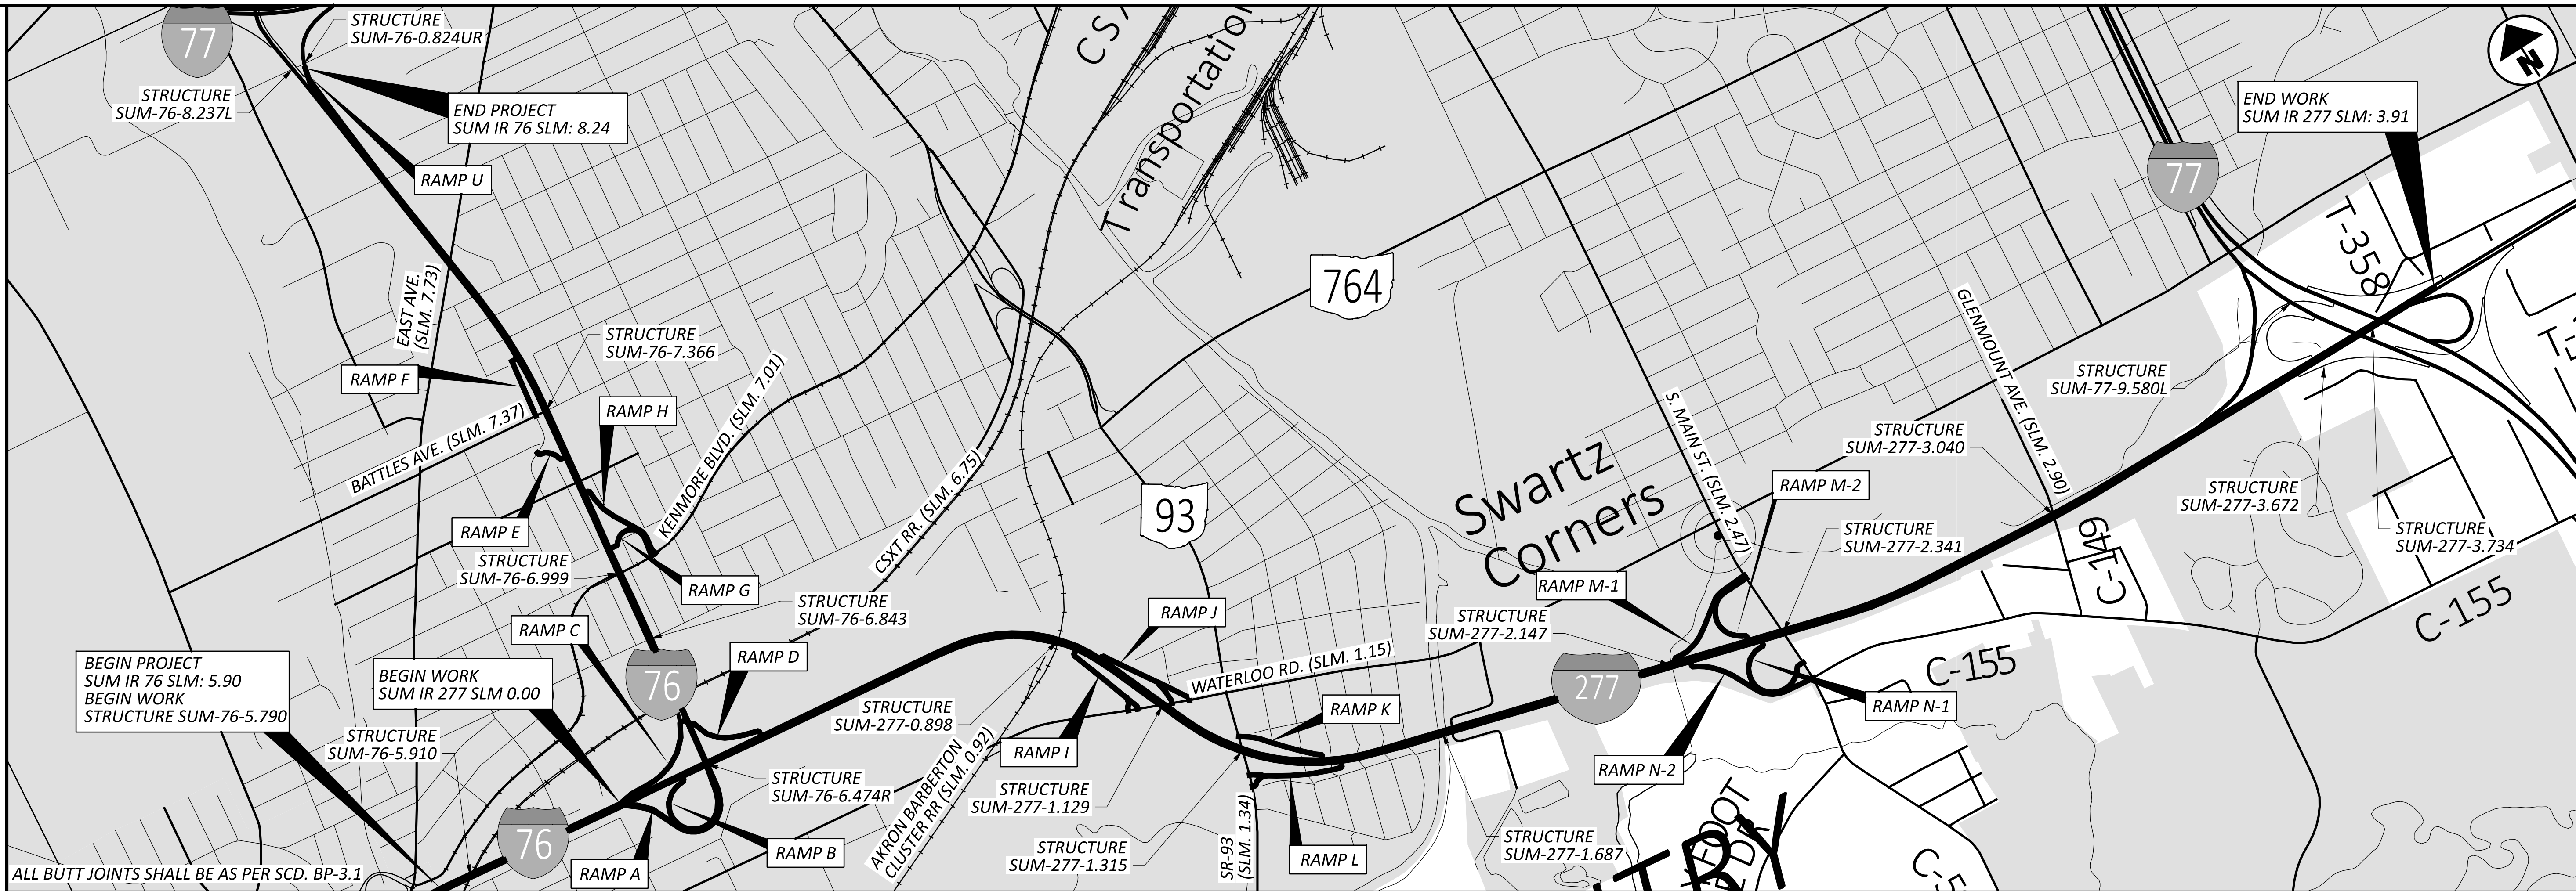 77
STRUCTURE
SUM-76-0.824UR
STRUCTURE
SUM-76-8.237L
END PROJECT
SUM IR 76 SLM: 8.24
RAMP U
CS
Transportation
N
END WORK
SUM IR 277 SLM: 3.91
77
T-358
764
EAST AVE.
(SLM. 7.73)
STRUCTURE
SUM-76-7.366
RAMP F
RAMP H
BATTLES AVE. (SLM. 7.37)
KENMORE BLVD. (SLM. 7.01)
RAMP E
STRUCTURE
SUM-76-6.999
RAMP G
CSXT RR. (SLM. 6.75)
93
Swartz
Corners
S. MAIN ST. (SLM. 2.47)
GLENMOUNT AVE. (SLM. 2.90)
STRUCTURE
SUM-77-9.580L
STRUCTURE
SUM-277-3.040
RAMP M-2
STRUCTURE
SUM-277-3.672
STRUCTURE
SUM-277-3.734
STRUCTURE
SUM-277-2.341
C-149
RAMP M-1
STRUCTURE
SUM-277-2.147
C-155
C-155
RAMP C
STRUCTURE
SUM-76-6.843
RAMP J
RAMP D
76
BEGIN PROJECT
SUM IR 76 SLM: 5.90
BEGIN WORK
STRUCTURE SUM-76-5.790
BEGIN WORK
SUM IR 277 SLM 0.00
WATERLOO RD. (SLM. 1.15)
277
STRUCTURE
SUM-277-0.898
RAMP K
RAMP N-1
STRUCTURE
SUM-76-5.910
AKRON BARBERTON
CLUSTER RR (SLM. 0.92)
RAMP I
RAMP N-2
STRUCTURE
SUM-76-6.474R
STRUCTURE
SUM-277-1.129
76
RAMP B
STRUCTURE
SUM-277-1.315
SR-93
(SLM. 1.34)
RAMP L
STRUCTURE
SUM-277-1.687
RAMP A
ALL BUTT JOINTS SHALL BE AS PER SCD. BP-3.1